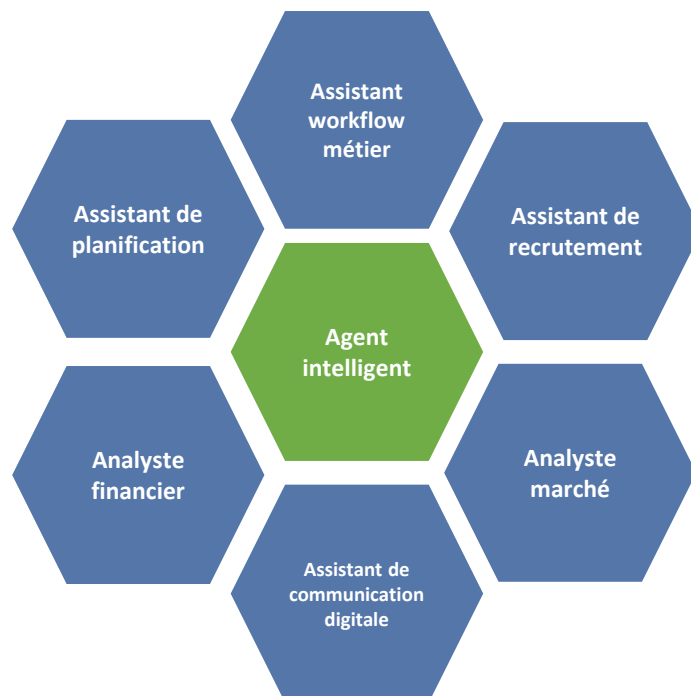 Assistant
workflow
métier
Assistant de
planification
Assistant de
recrutement
Agent
intelligent
Analyste
financier
Analyste
marché
Assistant de
communication
digitale